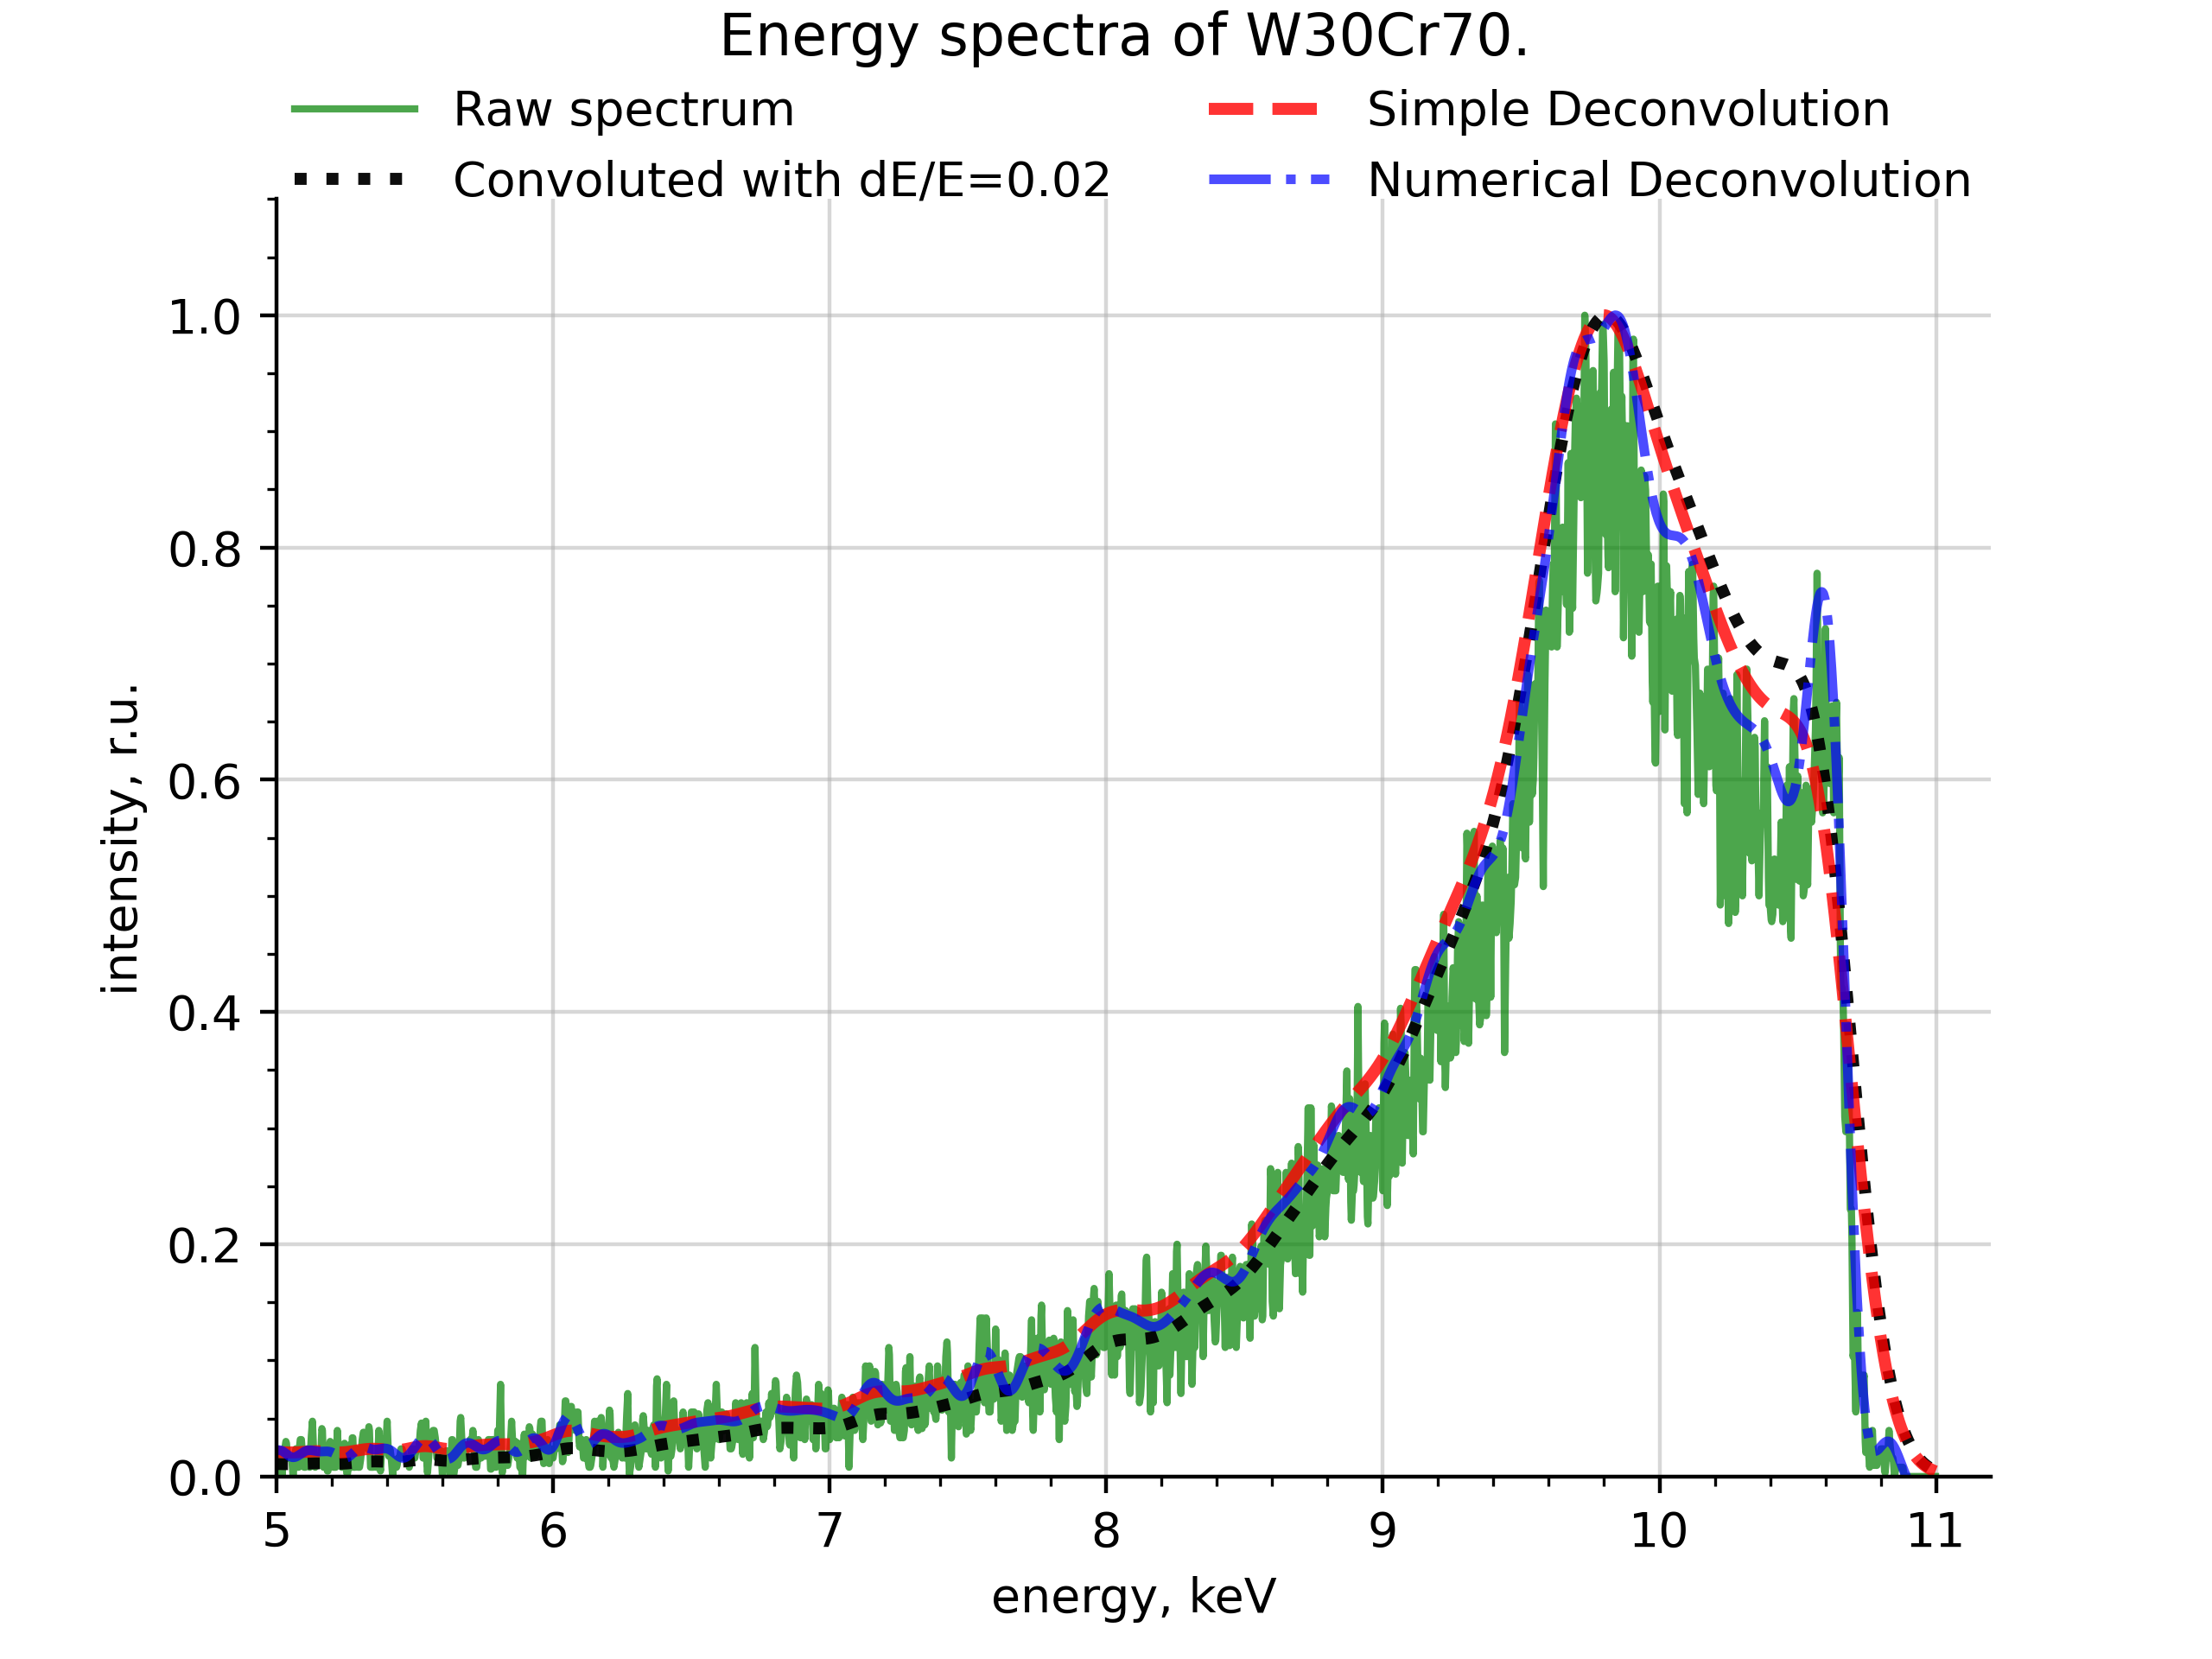 Energy spectra of W30Cr70.
Raw spectrum
Simple Deconvolution
Convoluted with dE/E=0.02
Numerical Deconvolution
1.0
0.8
0.6
0.4
0.2
0.0
intensity, r.u.
5 6 7 8 9 10 11
energy, keV